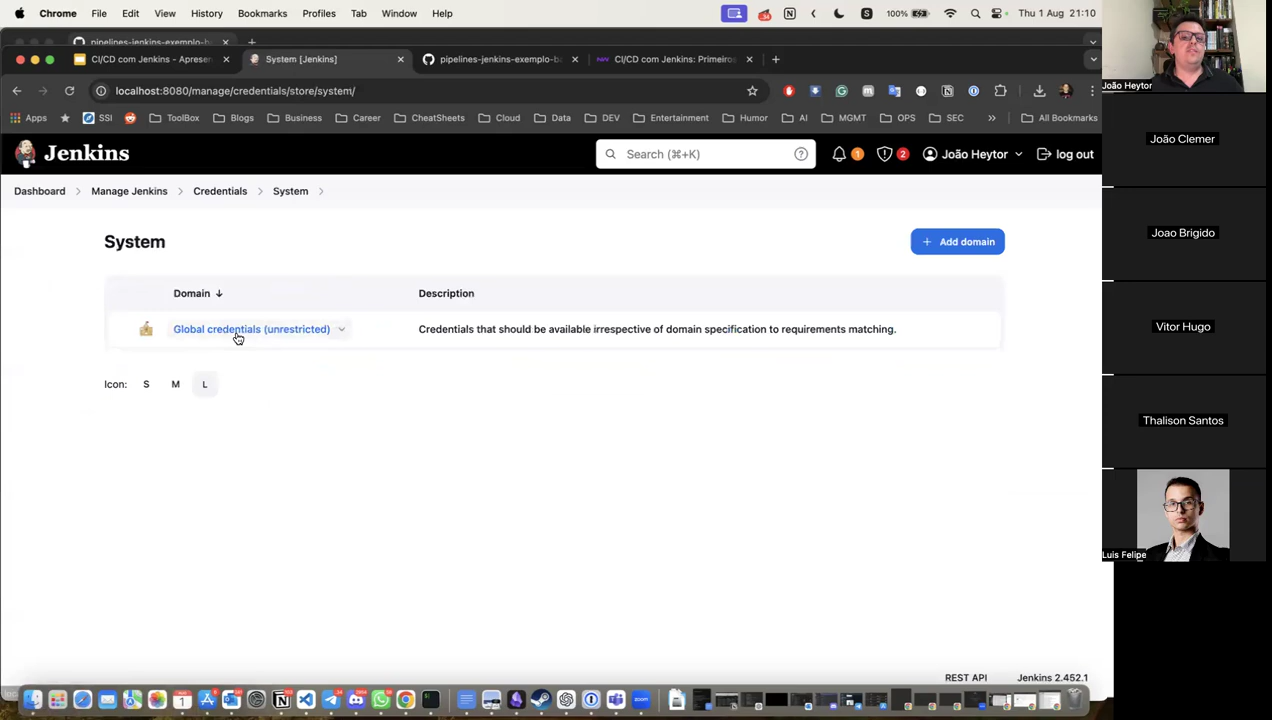 Chrome File Edit View History Bookmarks Profiles Tab Window Help 100% Thu 1 Aug 21:10
pipelines-jenkins-exemplo-b
CI/CD com Jenkins - Apresen
System [Jenkins]
pipelines-jenkins-exemplo-ba
CI/CD com Jenkins: Primeiros
localhost:8080/manage/credentials/store/system/
Apps SSI ToolBox Blogs Business Career CheatSheets Cloud Data DEV Entertainment Humor AI MGMT OPS SEC » All Bookmarks
Jenkins
Search (⌘+K)
1
2
João Heytor
log out
Dashboard > Manage Jenkins > Credentials > System >
System
+ Add domain
Domain ↓ Description
Global credentials (unrestricted) Credentials that should be available irrespective of domain specification to requirements matching.
Icon: S M L
REST API Jenkins 2.452.1
João Heytor
João Clemer
Joao Brigido
Vitor Hugo
Thalison Santos
Luis Felipe